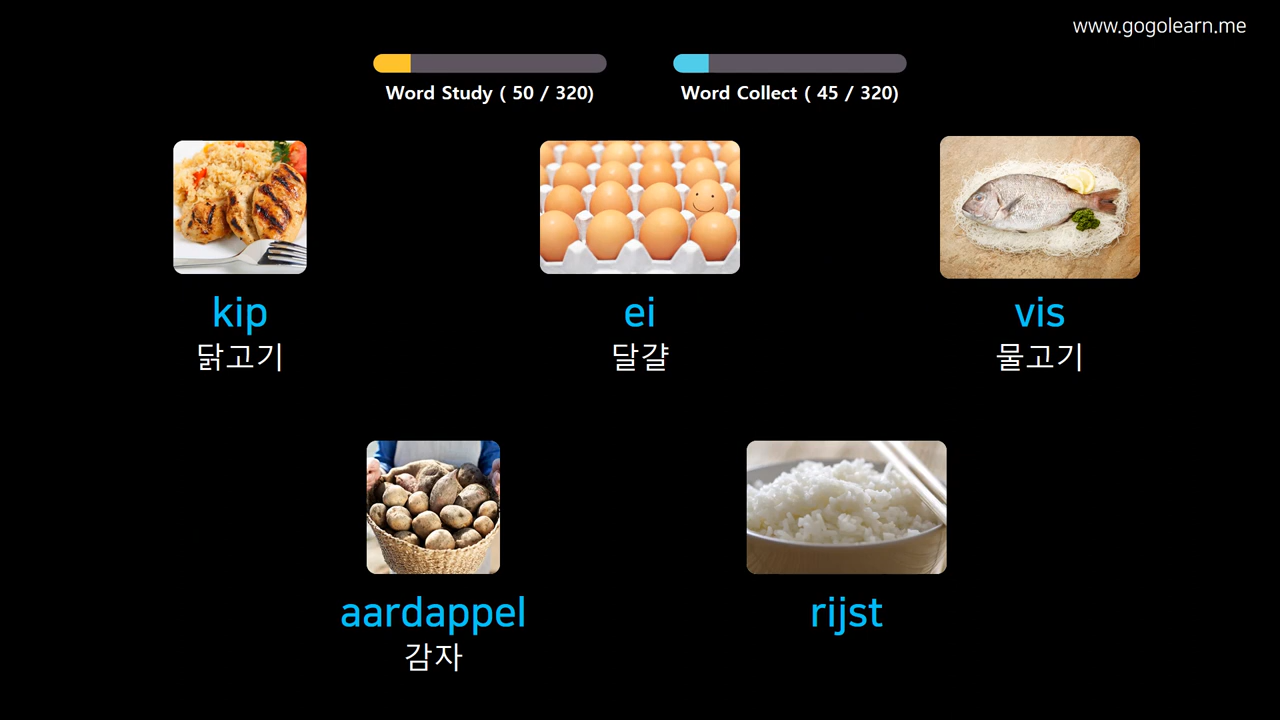 www.gogolearn.me
Word Study ( 50 / 320)
Word Collect ( 45 / 320)
kip
닭고기
ei
달걀
vis
물고기
aardappel
감자
rijst